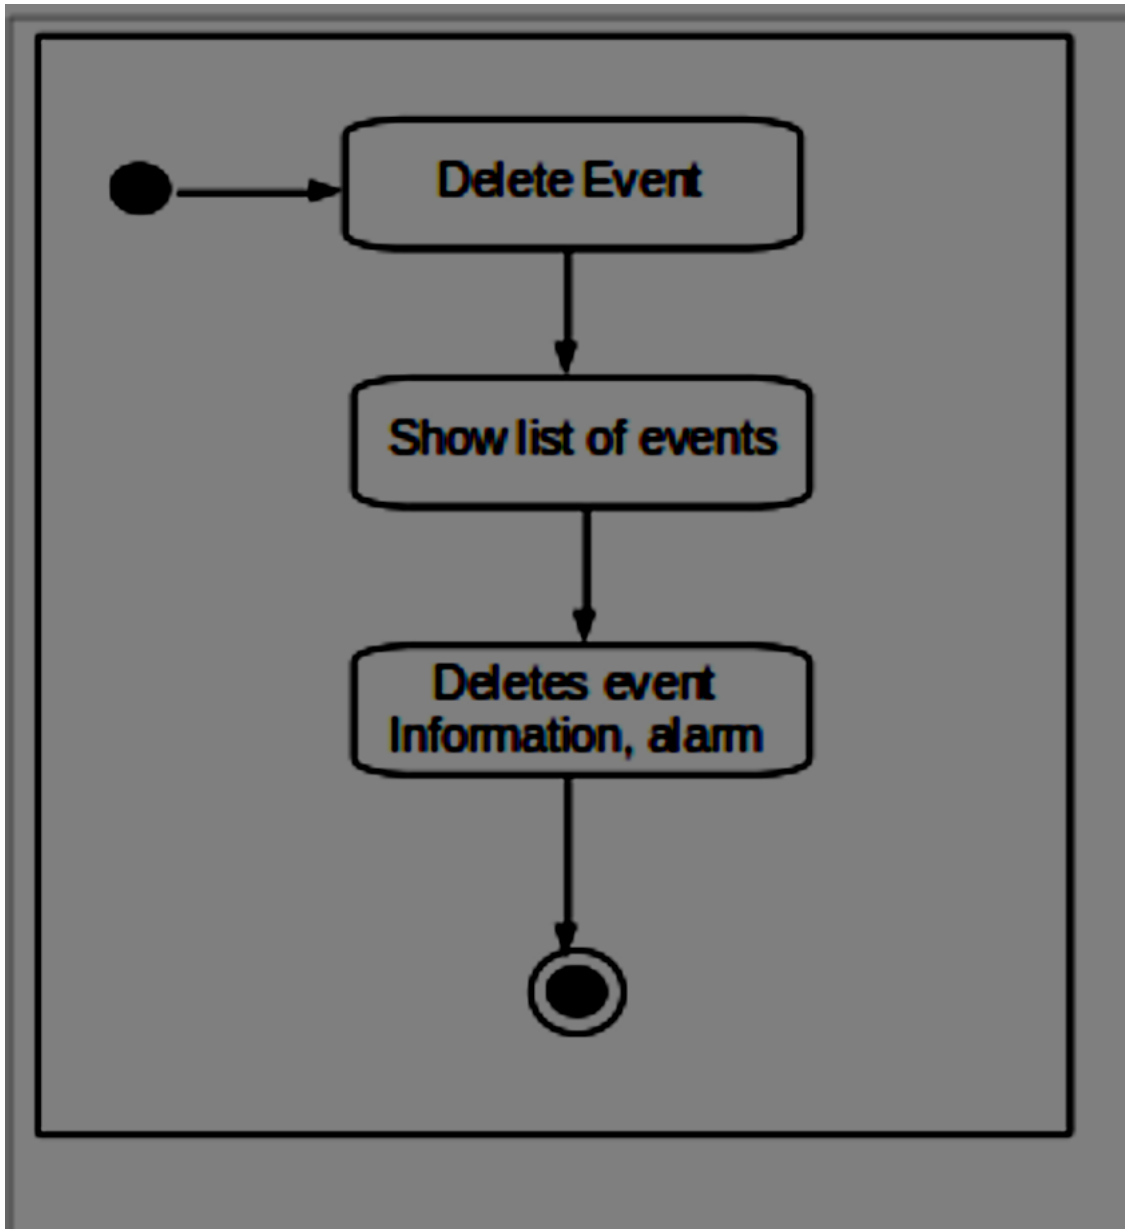 Delete Event
Show list of events
Deletes event
Information, alarm